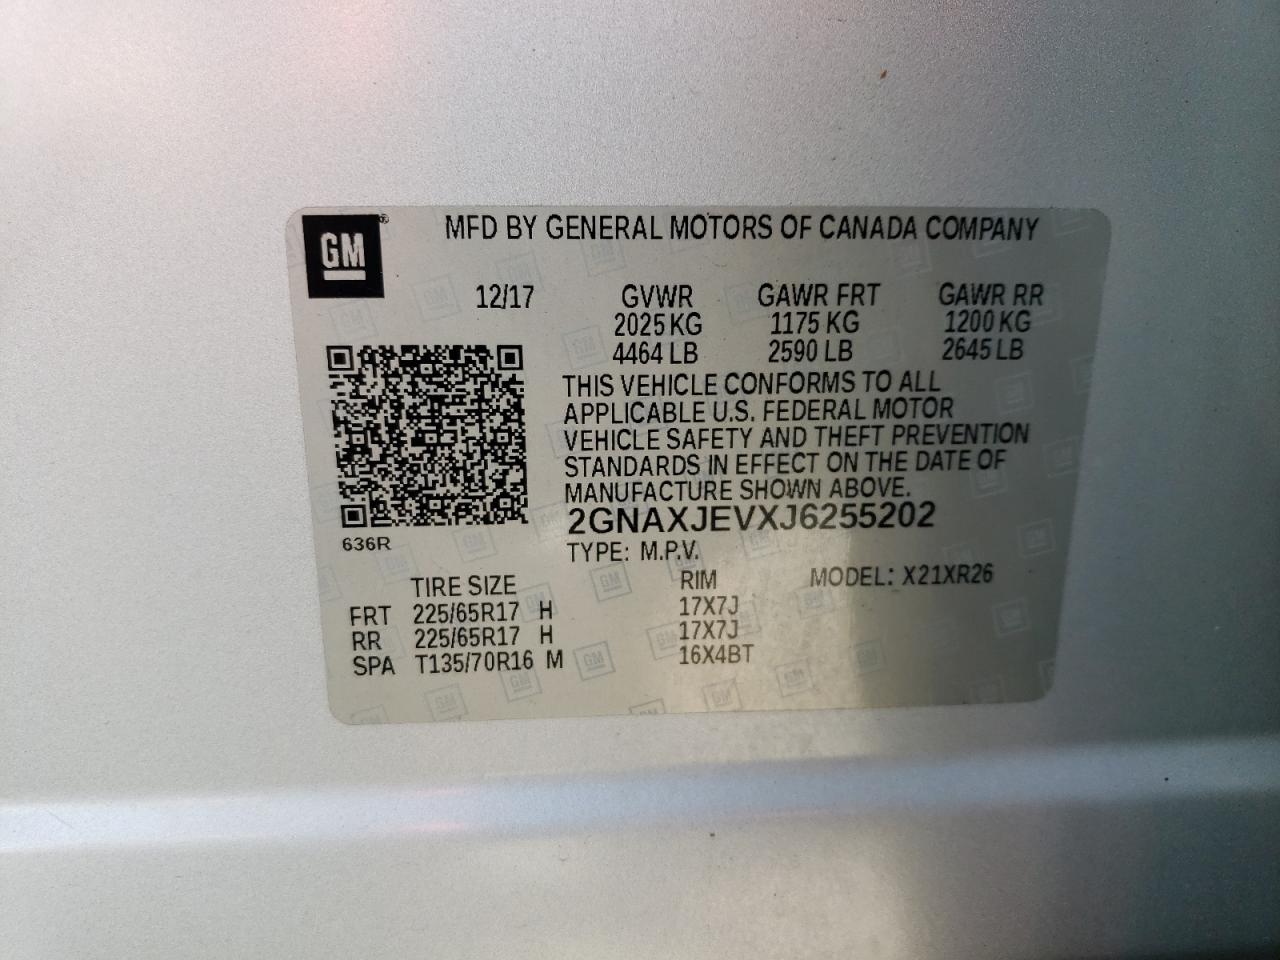 GM ®
MFD BY GENERAL MOTORS OF CANADA COMPANY
12/17 GVWR GAWR FRT GAWR RR
2025 KG 1175 KG 1200 KG
4464 LB 2590 LB 2645 LB
THIS VEHICLE CONFORMS TO ALL
APPLICABLE U.S. FEDERAL MOTOR
VEHICLE SAFETY AND THEFT PREVENTION
STANDARDS IN EFFECT ON THE DATE OF
MANUFACTURE SHOWN ABOVE.
2GNAXJEVXJ6255202
636R
TYPE: M.P.V.
TIRE SIZE RIM MODEL: X21XR26
FRT 225/65R17 H 17X7J
RR 225/65R17 H 17X7J
SPA T135/70R16 M 16X4BT